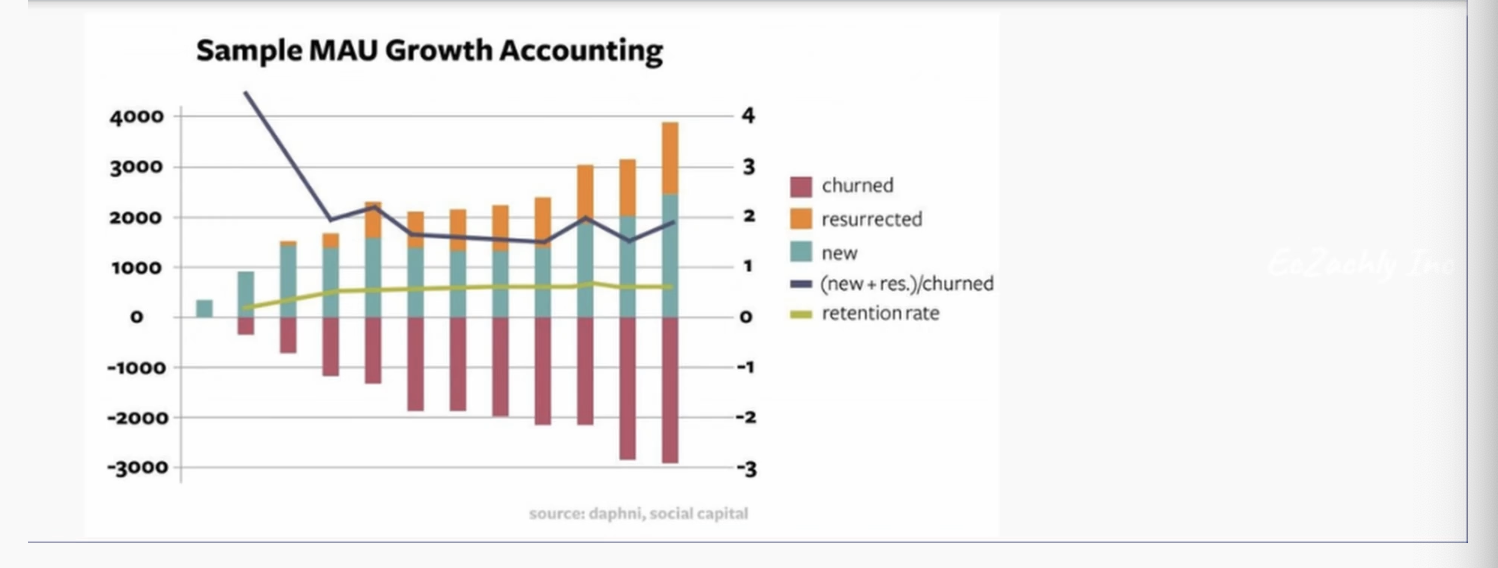 Sample MAU Growth Accounting
4000
3000
2000
1000
0
-1000
-2000
-3000
4
3
2
1
0
-1
-2
-3
churned
resurrected
new
(new + res.)/churned
retention rate
source: daphni, social capital
EcZachly Inc